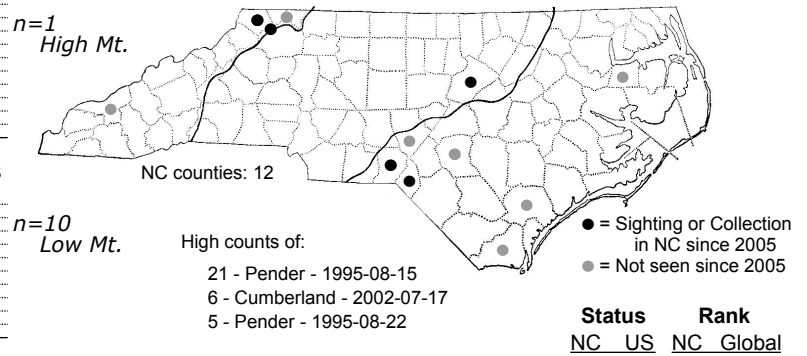 n=1
High Mt.
NC counties: 12
n=10
Low Mt.
High counts of:
21 - Pender - 1995-08-15
6 - Cumberland - 2002-07-17
5 - Pender - 1995-08-22
● = Sighting or Collection
in NC since 2005
● = Not seen since 2005
Status Rank
NC US NC Global